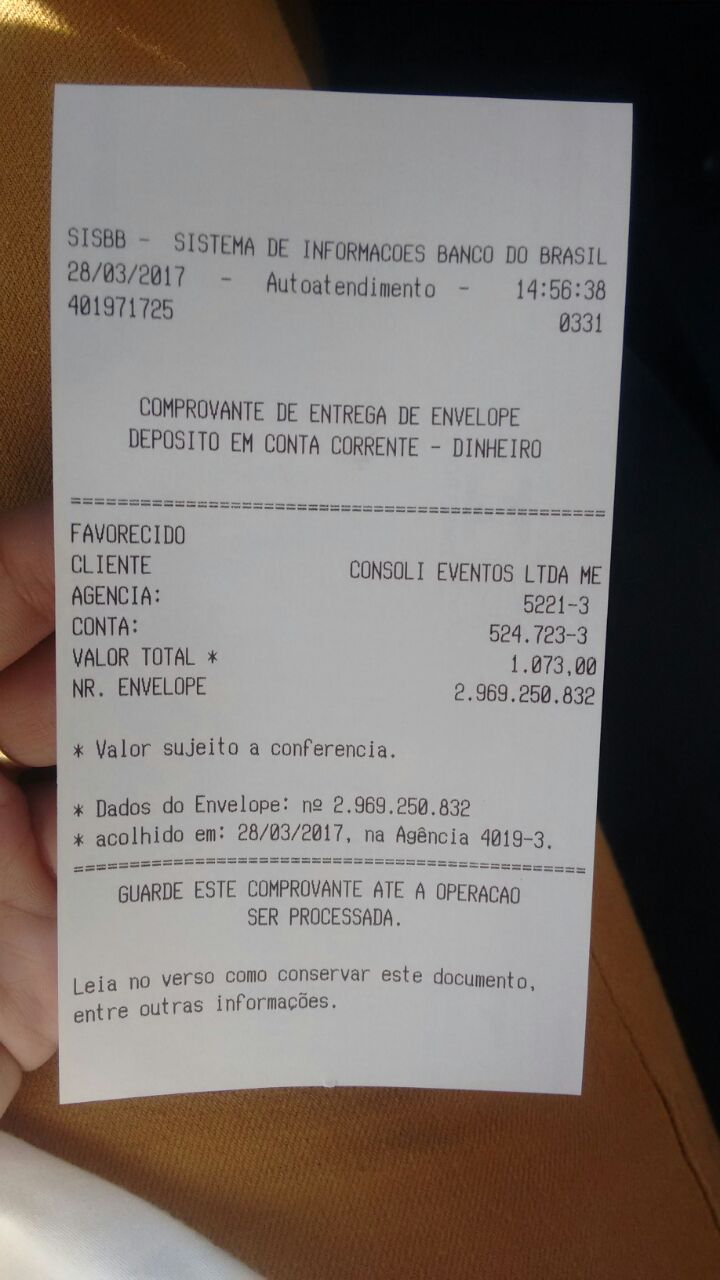 SISBB - SISTEMA DE INFORMACOES BANCO DO BRASIL
28/03/2017 - Autoatendimento - 14:56:38
401971725 0331
COMPROVANTE DE ENTREGA DE ENVELOPE
DEPOSITO EM CONTA CORRENTE - DINHEIRO
=============================================
FAVORECIDO
CLIENTE CONSOLI EVENTOS LTDA ME
AGENCIA: 5221-3
CONTA: 524.723-3
VALOR TOTAL * 1.073,00
NR. ENVELOPE 2.969.250.832
* Valor sujeito a conferencia.
* Dados do Envelope: nº 2.969.250.832
* acolhido em: 28/03/2017, na Agência 4019-3.
=============================================
GUARDE ESTE COMPROVANTE ATE A OPERACAO
SER PROCESSADA.
Leia no verso como conservar este documento,
entre outras informações.